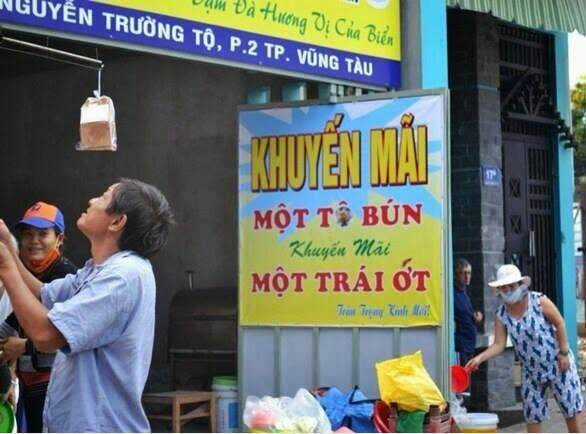 Đậm Đà Hương Vị Của Biển
NGUYỄN TRƯỜNG TỘ, P.2 TP. VŨNG TÀU
KHUYẾN MÃI
MỘT TÔ BÚN
Khuyến Mãi
MỘT TRÁI ỚT
Trân Trọng Kính Mời!